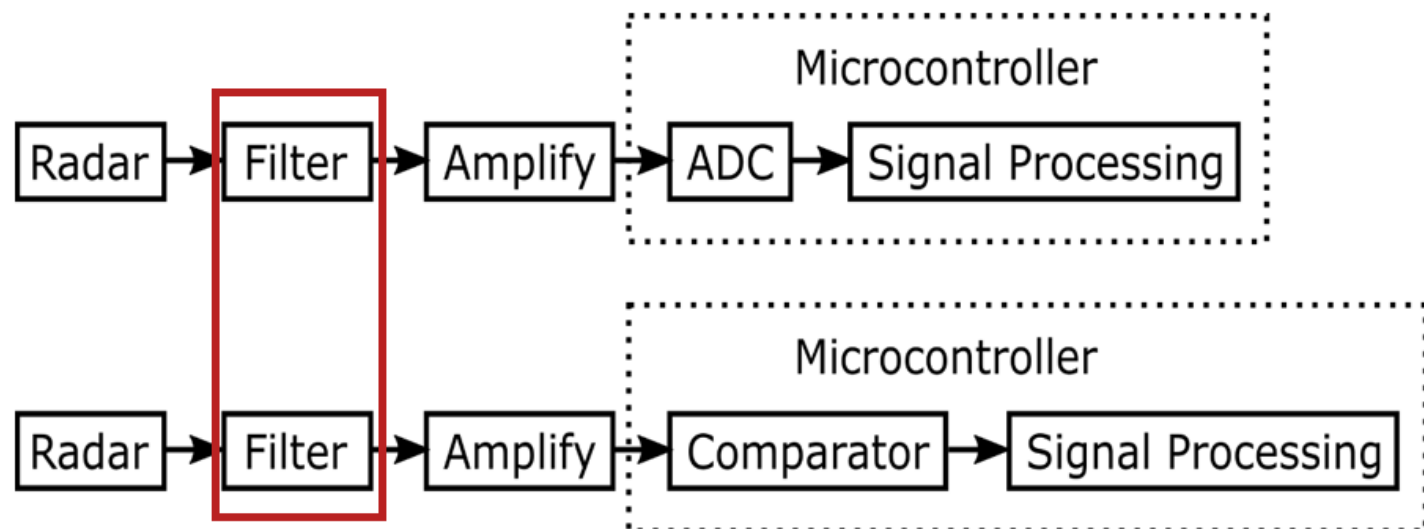 Microcontroller
Radar Filter Amplify ADC Signal Processing
Microcontroller
Radar Filter Amplify Comparator Signal Processing